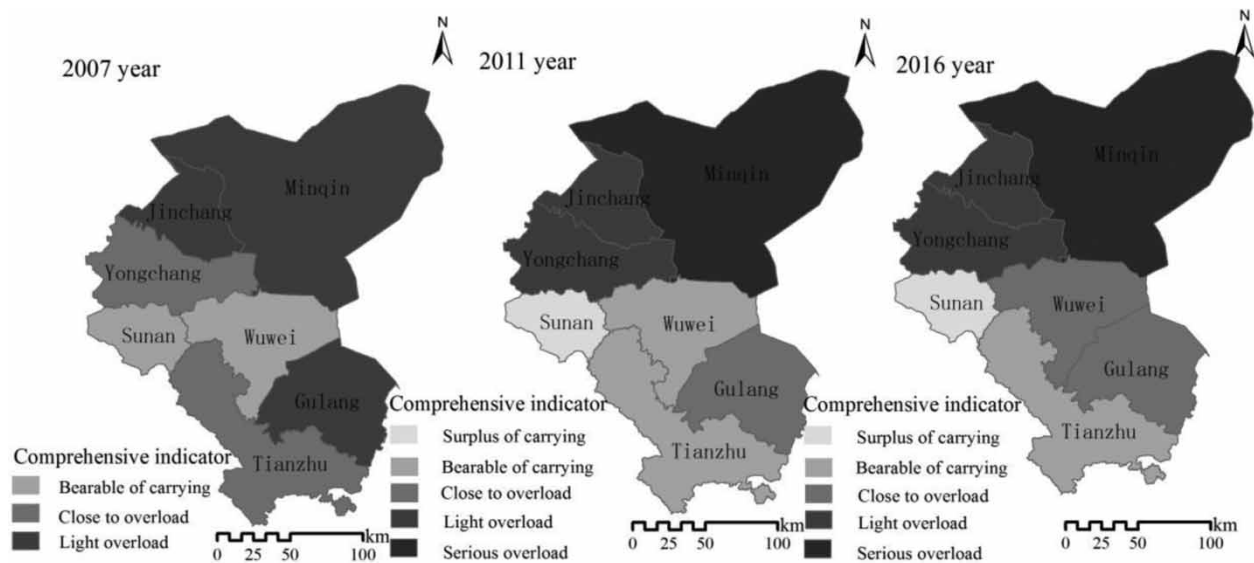 2007 year
N
Minqin
Jinchang
Yongchang
Sunan
Wuwei
Gulang
Tianzhu
Comprehensive indicator
Bearable of carrying
Close to overload
Light overload
km
0 25 50 100
2011 year
N
Minqin
Jinchang
Yongchang
Sunan
Wuwei
Gulang
Tianzhu
Comprehensive indicator
Surplus of carrying
Bearable of carrying
Close to overload
Light overload
Serious overload
km
0 25 50 100
2016 year
N
Minqin
Jinchang
Yongchang
Sunan
Wuwei
Gulang
Tianzhu
Comprehensive indicator
Surplus of carrying
Bearable of carrying
Close to overload
Light overload
Serious overload
km
0 25 50 100